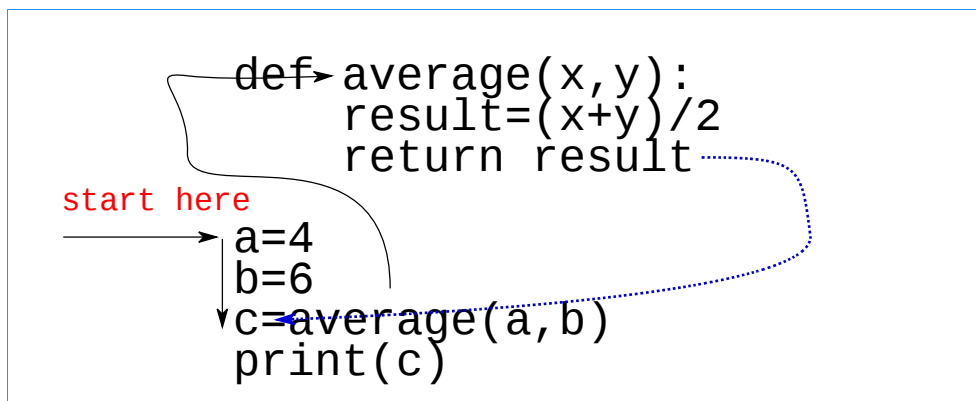 def average(x,y):
    result=(x+y)/2
    return result
start here
a=4
b=6
c=average(a,b)
print(c)